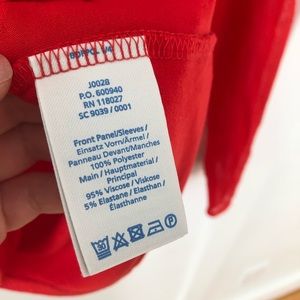 J0028
P.O. 600940
RN 118027
SC 9039 / 0001
Front Panel/Sleeves /
Einsatz Vorn/Ärmel /
Panneau Devant/Manches
100% Polyester
Main / Hauptmaterial /
Principal
95% Viscose / Viskose
5% Elastane / Elasthan /
Élasthanne